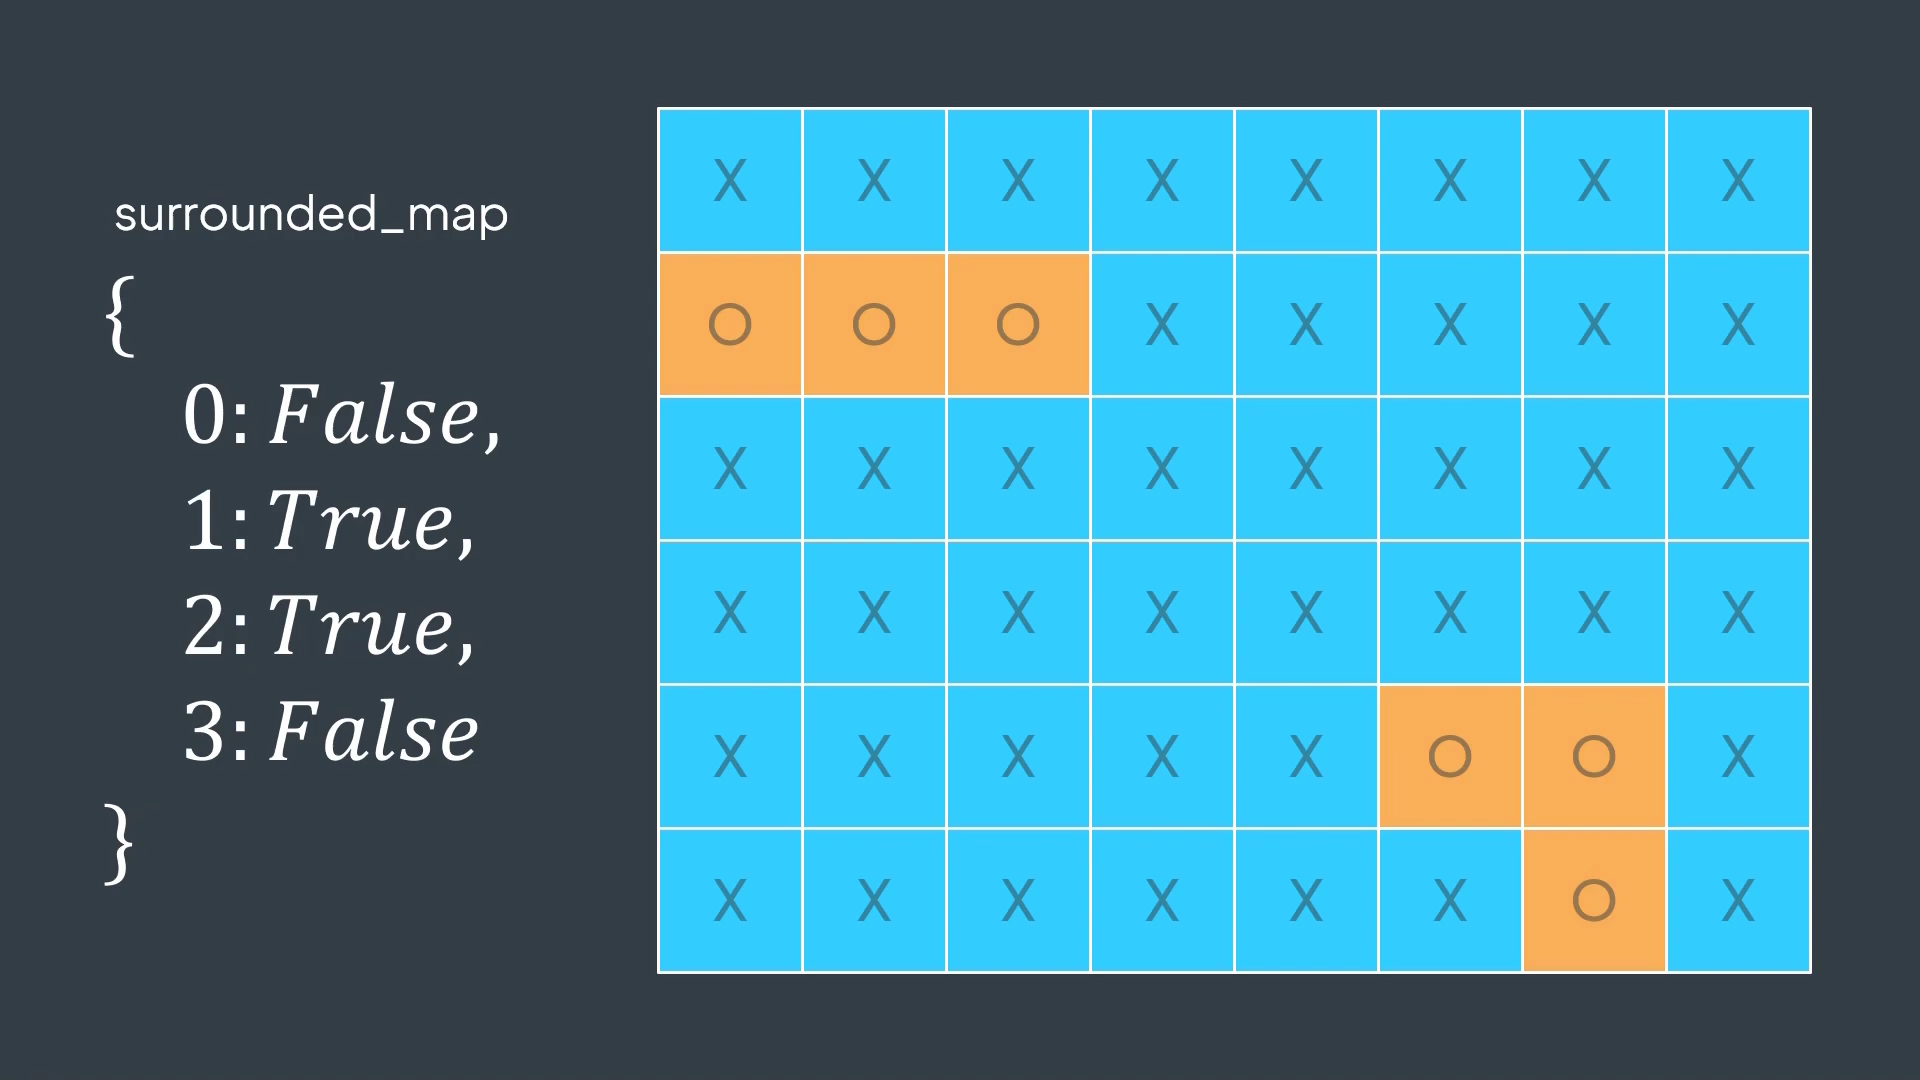 surrounded_map
{
0: False,
1: True,
2: True,
3: False
}
X X X X X X X X
O O O X X X X X
X X X X X X X X
X X X X X X X X
X X X X X O O X
X X X X X X O X